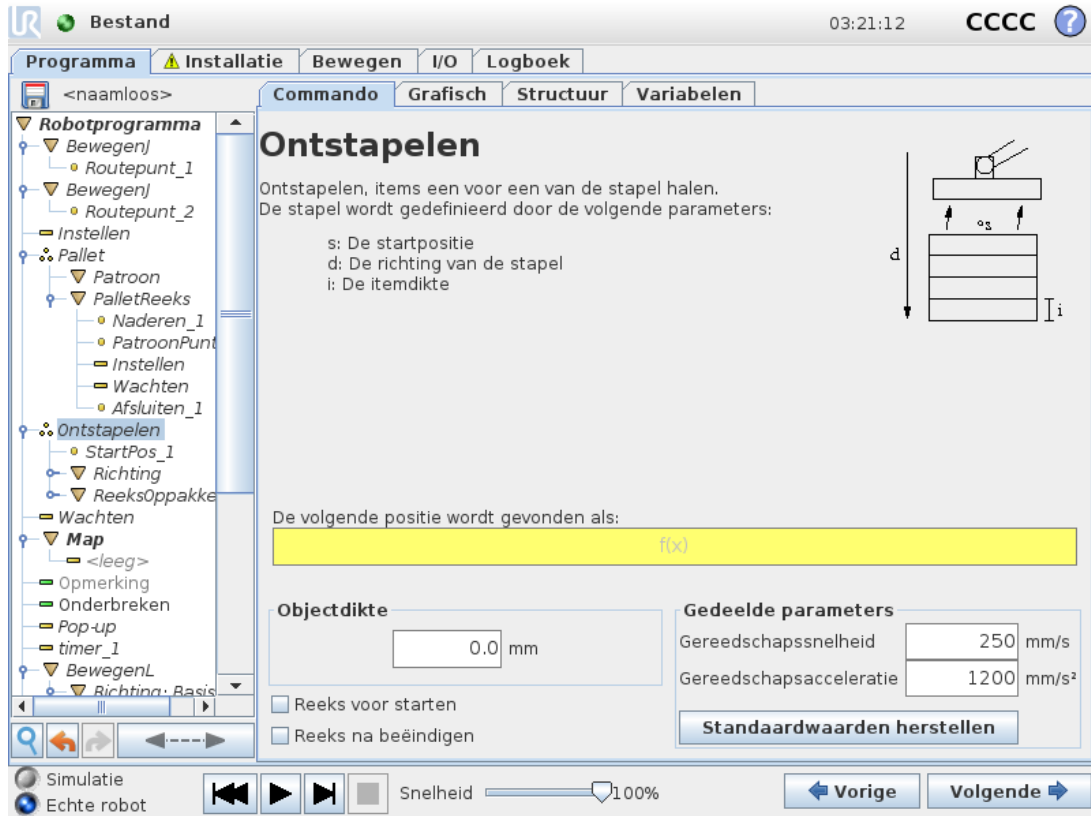 UR Bestand 03:21:12 CCCC ?
Programma Installatie Bewegen I/O Logboek
<naamloos>
Commando Grafisch Structuur Variabelen
Robotprogramma
BewegenJ
Routepunt_1
BewegenJ
Routepunt_2
Instellen
Pallet
Patroon
PalletReeks
Naderen_1
PatroonPunt
Instellen
Wachten
Afsluiten_1
Ontstapelen
StartPos_1
Richting
ReeksOppakke
Wachten
Map
<leeg>
Opmerking
Onderbreken
Pop-up
timer_1
BewegenL
Richting: Basis
Ontstapelen
Ontstapelen, items een voor een van de stapel halen.
De stapel wordt gedefinieerd door de volgende parameters:
s: De startpositie
d: De richting van de stapel
i: De itemdikte
d
s
i
De volgende positie wordt gevonden als:
f(x)
Objectdikte
0.0 mm
Reeks voor starten
Reeks na beëindigen
Gedeelde parameters
Gereedschapssnelheid 250 mm/s
Gereedschapsacceleratie 1200 mm/s²
Standaardwaarden herstellen
Simulatie
Echte robot
Snelheid 100%
Vorige
Volgende